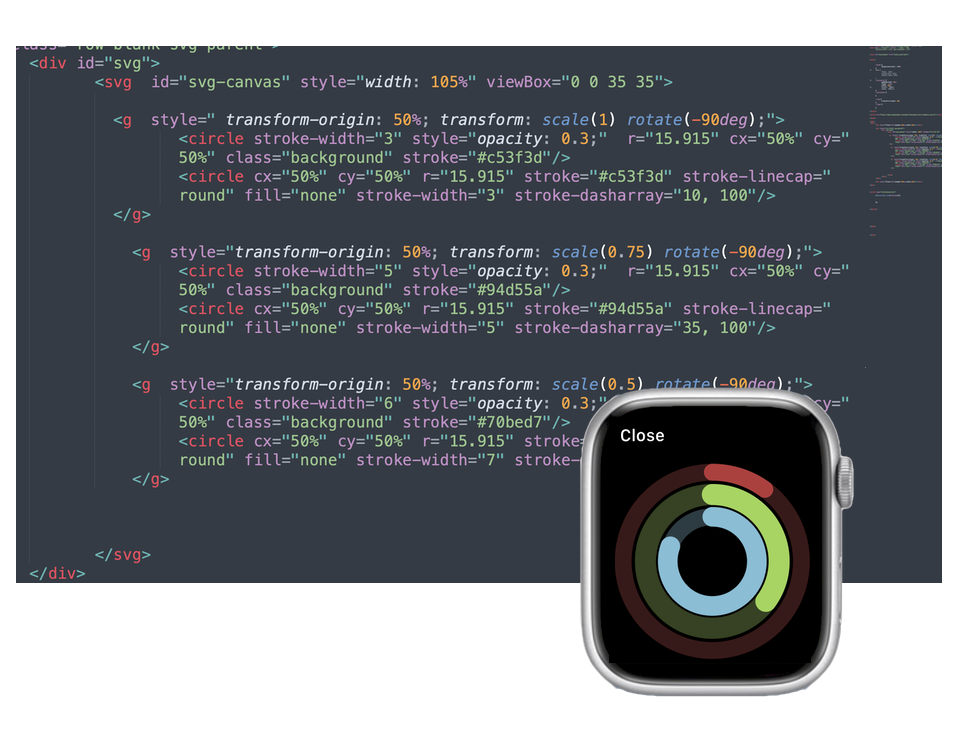 <div id="svg">
<svg id="svg-canvas" style="width: 105%" viewBox="0 0 35 35">
<g style=" transform-origin: 50%; transform: scale(1) rotate(-90deg);">
<circle stroke-width="3" style="opacity: 0.3;" r="15.915" cx="50%" cy="
50%" class="background" stroke="#c53f3d"/>
<circle cx="50%" cy="50%" r="15.915" stroke="#c53f3d" stroke-linecap="
round" fill="none" stroke-width="3" stroke-dasharray="10, 100"/>
</g>
<g style="transform-origin: 50%; transform: scale(0.75) rotate(-90deg);">
<circle stroke-width="5" style="opacity: 0.3;" r="15.915" cx="50%" cy="
50%" class="background" stroke="#94d55a"/>
<circle cx="50%" cy="50%" r="15.915" stroke="#94d55a" stroke-linecap="
round" fill="none" stroke-width="5" stroke-dasharray="35, 100"/>
</g>
<g style="transform-origin: 50%; transform: scale(0.5) rotate(-90deg);">
<circle stroke-width="6" style="opacity: 0.3;" cy="
50%" class="background" stroke="#70bed7"/>
<circle cx="50%" cy="50%" r="15.915" stroke=
round" fill="none" stroke-width="7" stroke-
</g>
</svg>
</div>
Close